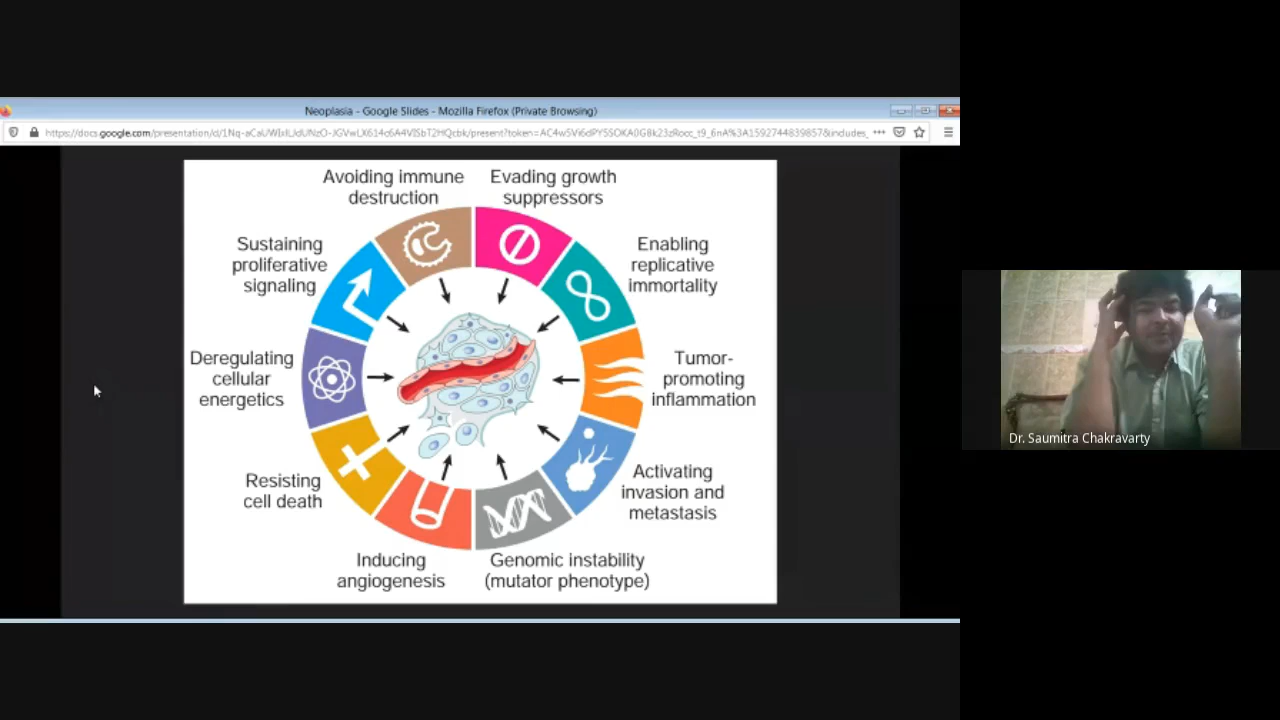 Neoplasia - Google Slides - Mozilla Firefox (Private Browsing)
Avoiding immune
destruction
Evading growth
suppressors
Sustaining
proliferative
signaling
Enabling
replicative
immortality
Deregulating
cellular
energetics
Tumor-
promoting
inflammation
Resisting
cell death
Activating
invasion and
metastasis
Inducing
angiogenesis
Genomic instability
(mutator phenotype)
Dr. Saumitra Chakravarty